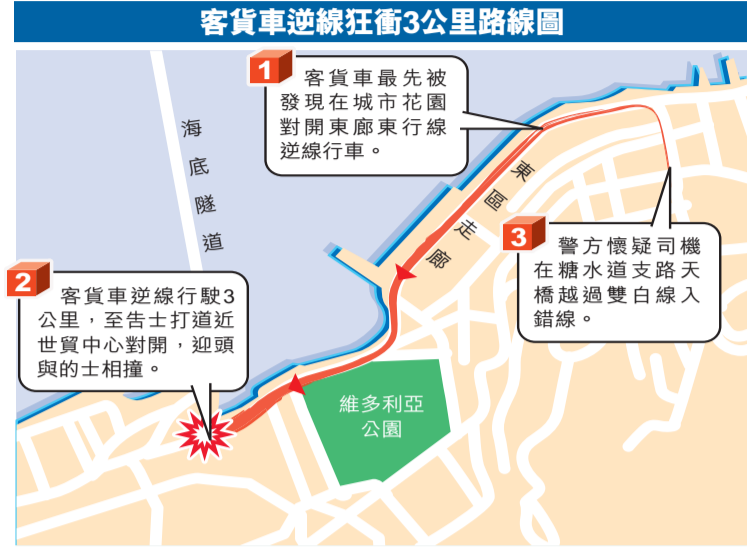 客貨車逆線狂衝3公里路線圖
1
客貨車最先被
發現在城市花園
對開東廊東行線
逆線行車。
海底隧道
東區走廊
3
警方懷疑司機
在糖水道支路天
橋越過雙白線入
錯線。
2
客貨車逆線行駛3
公里，至告士打道近
世貿中心對開，迎頭
與的士相撞。
維多利亞
公園